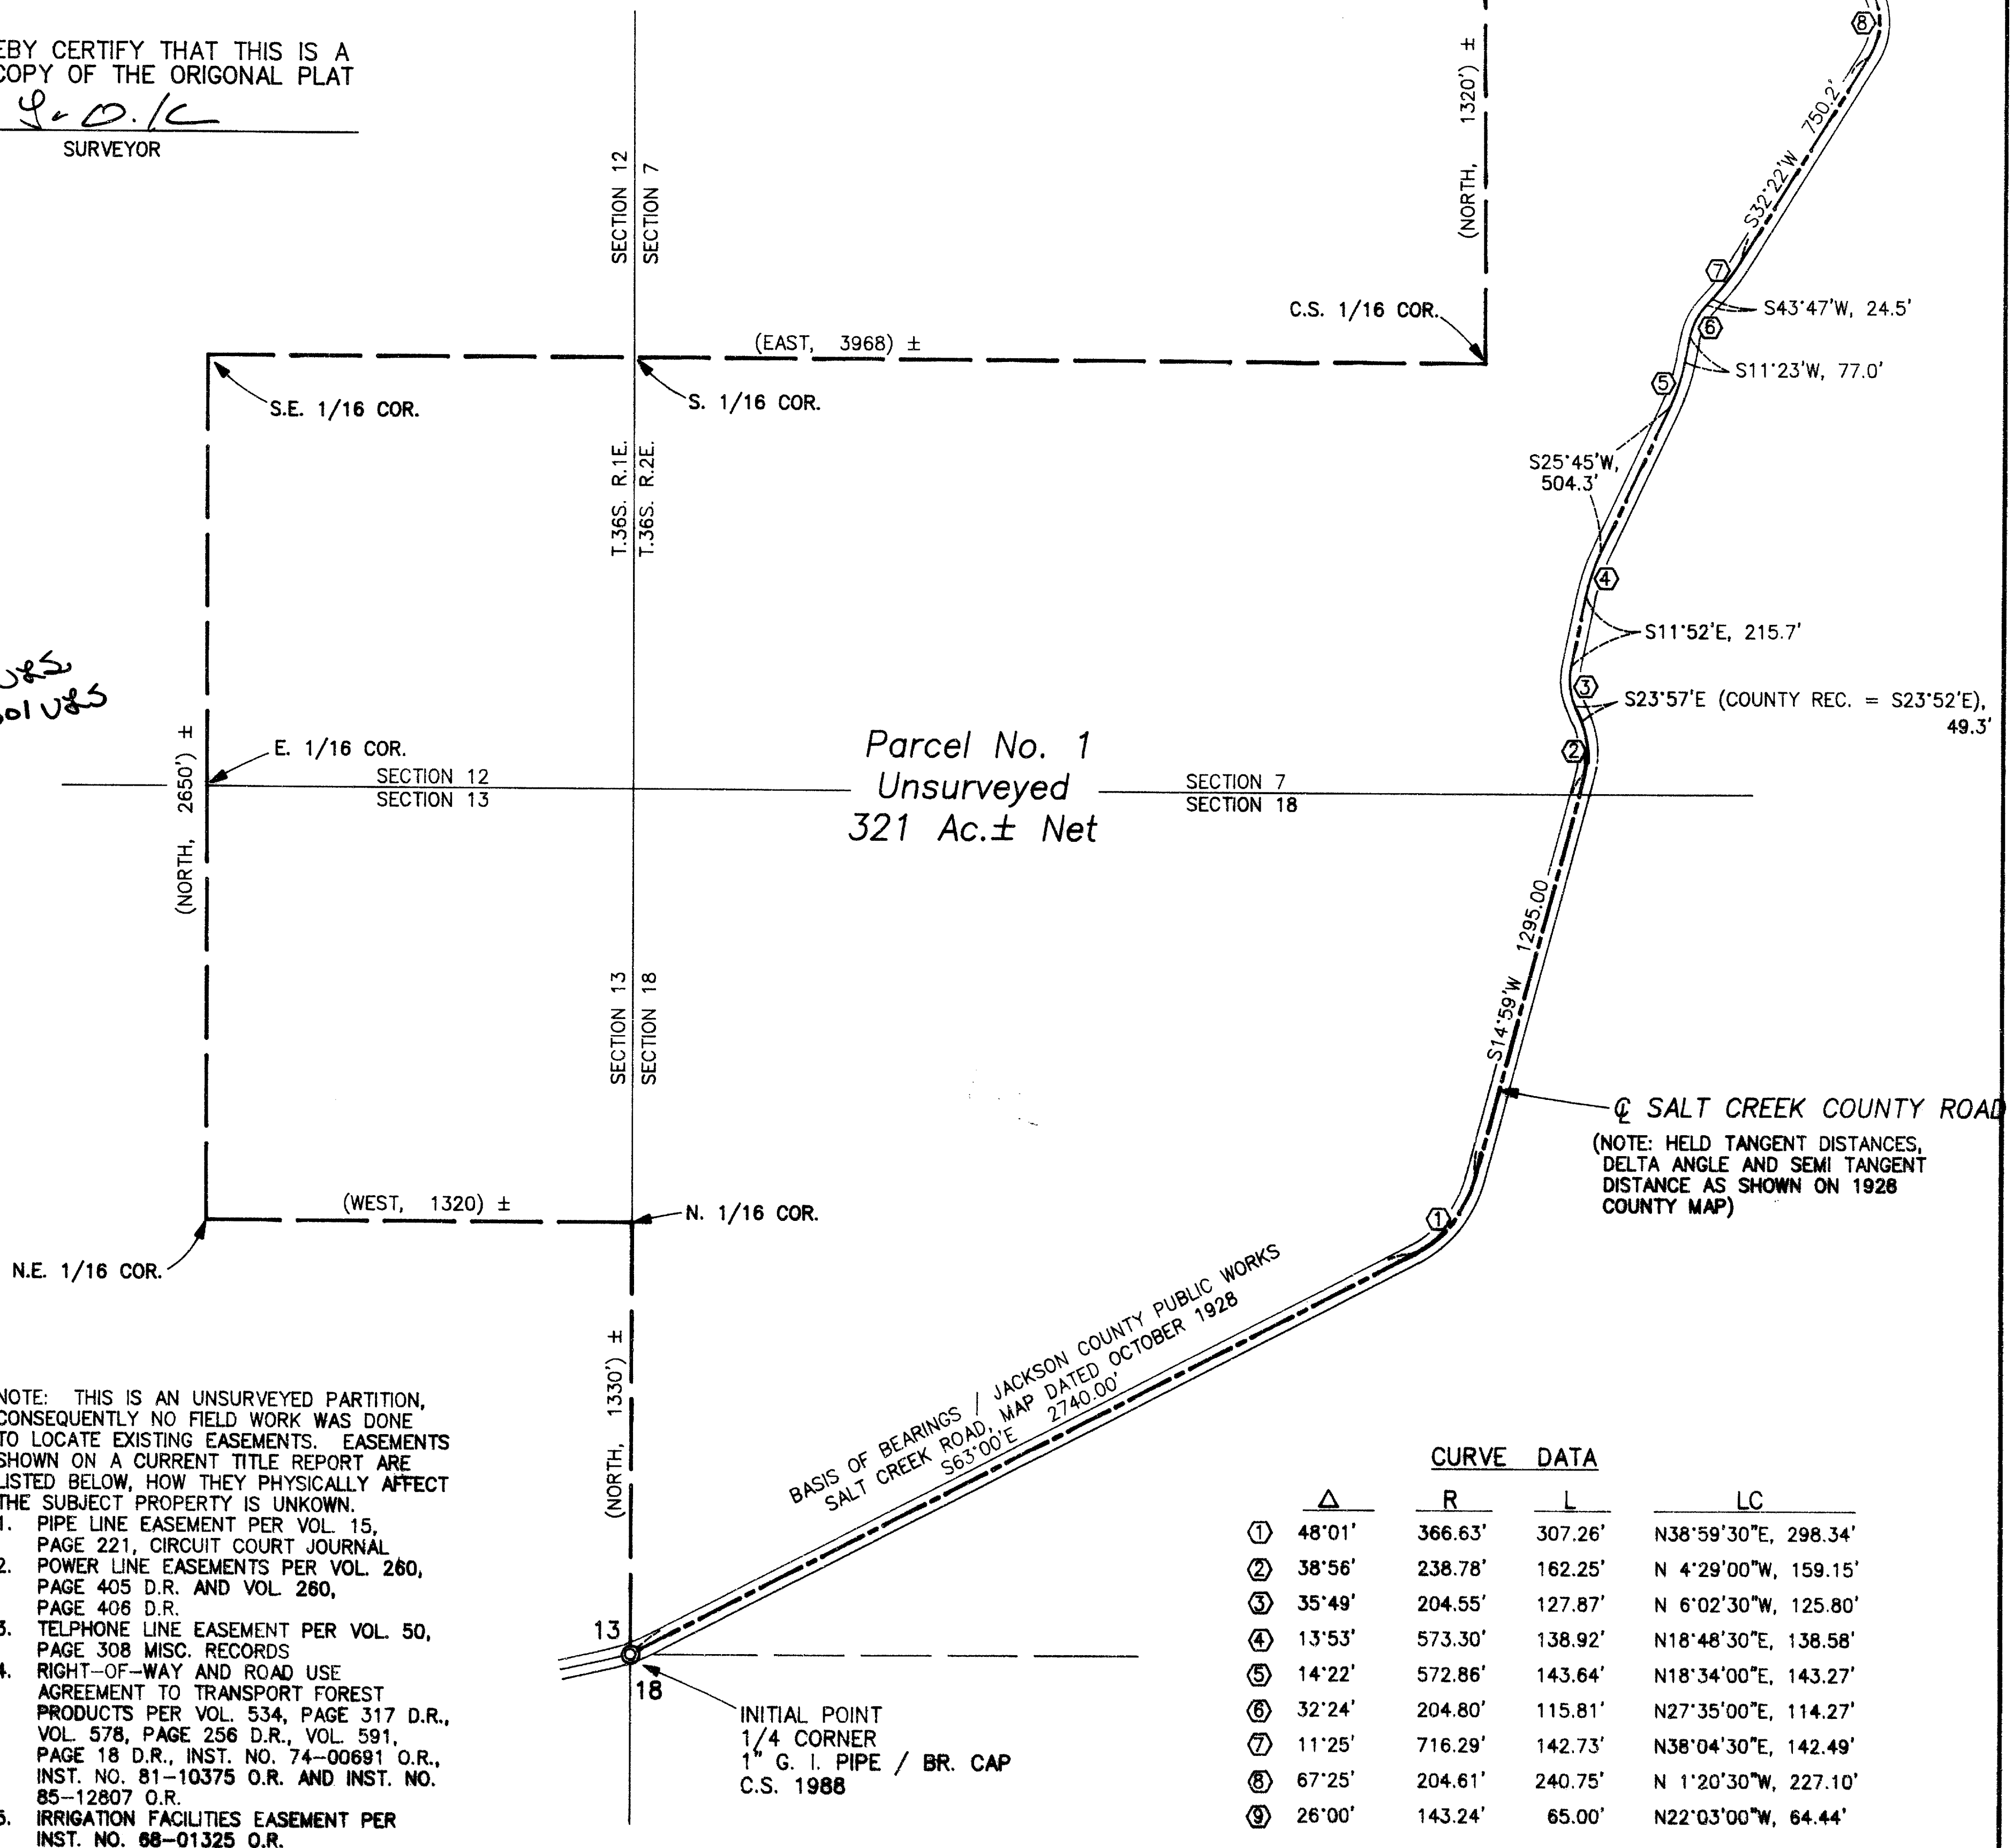 EBY CERTIFY THAT THIS IS A
COPY OF THE ORIGONAL PLAT
SURVEYOR
SECTION 12
SECTION 7
(NORTH, 1320') ±
8
S32°22'W 750.2'
7
S43°47'W, 24.5'
6
C.S. 1/16 COR.
(EAST, 3968) ±
S11°23'W, 77.0'
5
S.E. 1/16 COR.
S. 1/16 COR.
T.36S. R.1E.
T.36S. R.2E.
S25°45'W,
504.3'
4
S11°52'E, 215.7'
3
S23°57'E (COUNTY REC. = S23°52'E),
49.3'
2
(NORTH, 2650') ±
E. 1/16 COR.
SECTION 12
SECTION 13
Parcel No. 1
Unsurveyed
321 Ac.± Net
SECTION 7
SECTION 18
S14°59'W 1295.00
SECTION 13
SECTION 18
℄ SALT CREEK COUNTY ROAD
(NOTE: HELD TANGENT DISTANCES,
DELTA ANGLE AND SEMI TANGENT
DISTANCE AS SHOWN ON 1928
COUNTY MAP)
(WEST, 1320) ±
N. 1/16 COR.
1
N.E. 1/16 COR.
BASIS OF BEARINGS / JACKSON COUNTY PUBLIC WORKS
SALT CREEK ROAD, MAP DATED OCTOBER 1928
S63°00'E 2740.00'
(NORTH, 1330') ±
NOTE: THIS IS AN UNSURVEYED PARTITION,
CONSEQUENTLY NO FIELD WORK WAS DONE
TO LOCATE EXISTING EASEMENTS. EASEMENTS
SHOWN ON A CURRENT TITLE REPORT ARE
LISTED BELOW, HOW THEY PHYSICALLY AFFECT
THE SUBJECT PROPERTY IS UNKOWN.
1. PIPE LINE EASEMENT PER VOL. 15,
PAGE 221, CIRCUIT COURT JOURNAL
2. POWER LINE EASEMENTS PER VOL. 260,
PAGE 405 D.R. AND VOL 260,
PAGE 406 D.R.
3. TELPHONE LINE EASEMENT PER VOL. 50,
PAGE 308 MISC. RECORDS
4. RIGHT-OF-WAY AND ROAD USE
AGREEMENT TO TRANSPORT FOREST
PRODUCTS PER VOL. 534, PAGE 317 D.R.,
VOL. 578, PAGE 256 D.R., VOL. 591,
PAGE 18 D.R., INST. NO. 74-00691 O.R.,
INST. NO. 81-10375 O.R. AND INST. NO.
85-12807 O.R.
5. IRRIGATION FACILITIES EASEMENT PER
INST. NO. 68-01325 O.R.
13
18
INITIAL POINT
1/4 CORNER
1" G. I. PIPE / BR. CAP
C.S. 1988
CURVE DATA
Δ R L LC
1 48°01' 366.63' 307.26' N38°59'30"E, 298.34'
2 38°56' 238.78' 162.25' N 4°29'00"W, 159.15'
3 35°49' 204.55' 127.87' N 6°02'30"W, 125.80'
4 13°53' 573.30' 138.92' N18°48'30"E, 138.58'
5 14°22' 572.86' 143.64' N18°34'00"E, 143.27'
6 32°24' 204.80' 115.81' N27°35'00"E, 114.27'
7 11°25' 716.29' 142.73' N38°04'30"E, 142.49'
8 67°25' 204.61' 240.75' N 1°20'30"W, 227.10'
9 26°00' 143.24' 65.00' N22°03'00"W, 64.44'